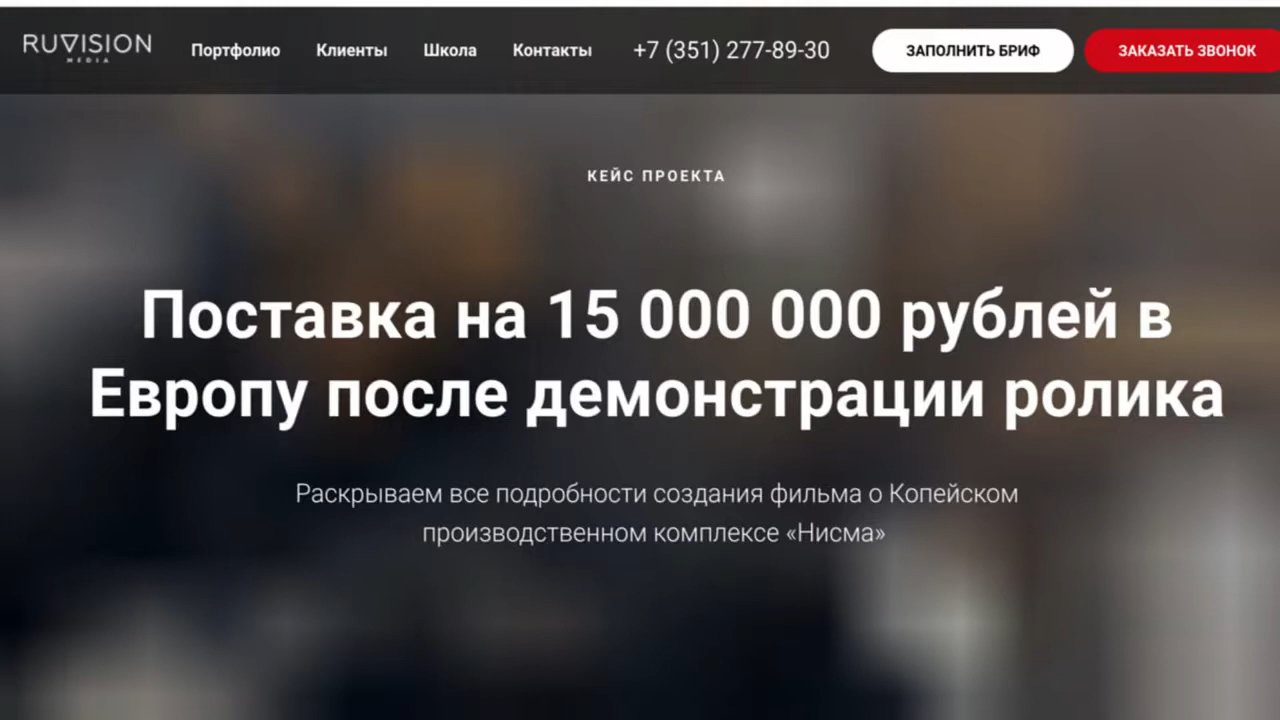 RUVISION
MEDIA
Портфолио Клиенты Школа Контакты +7 (351) 277-89-30 ЗАПОЛНИТЬ БРИФ ЗАКАЗАТЬ ЗВОНОК
КЕЙС ПРОЕКТА
Поставка на 15 000 000 рублей в
Европу после демонстрации ролика
Раскрываем все подробности создания фильма о Копейском
производственном комплексе «Нисма»